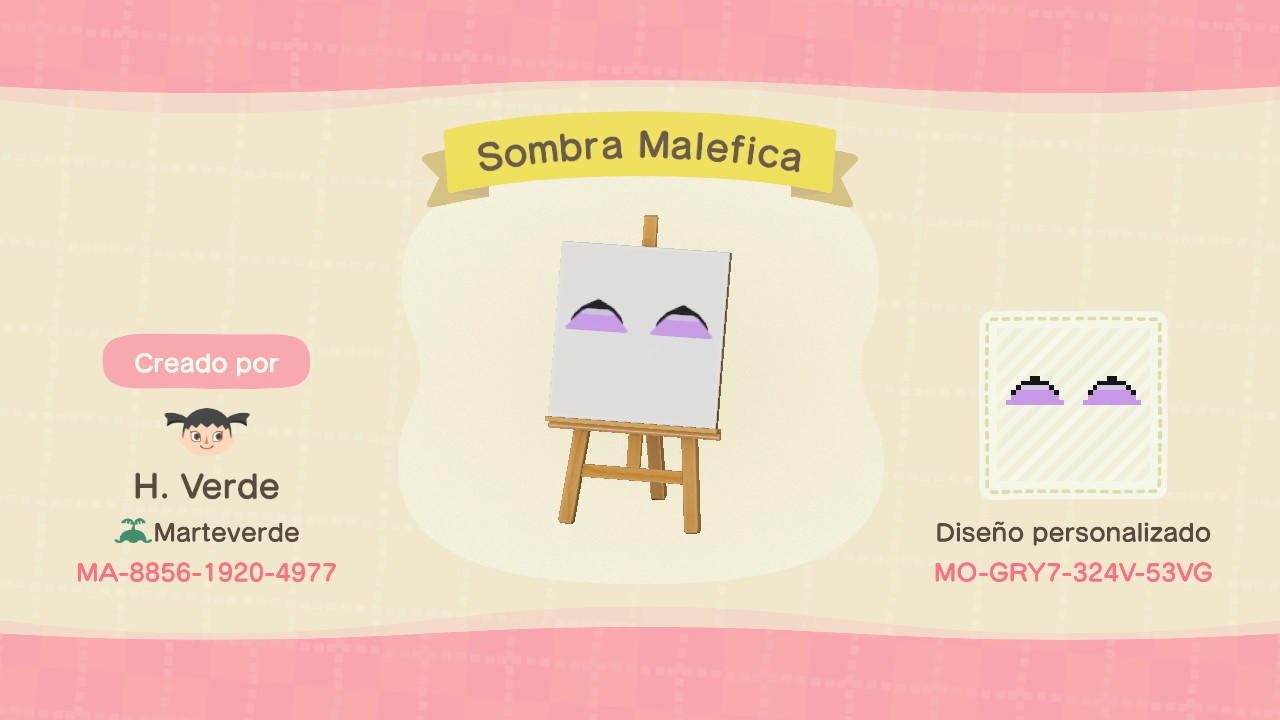 Sombra Malefica
Creado por
H. Verde
Marteverde
MA-8856-1920-4977
Diseño personalizado
MO-GRY7-324V-53VG